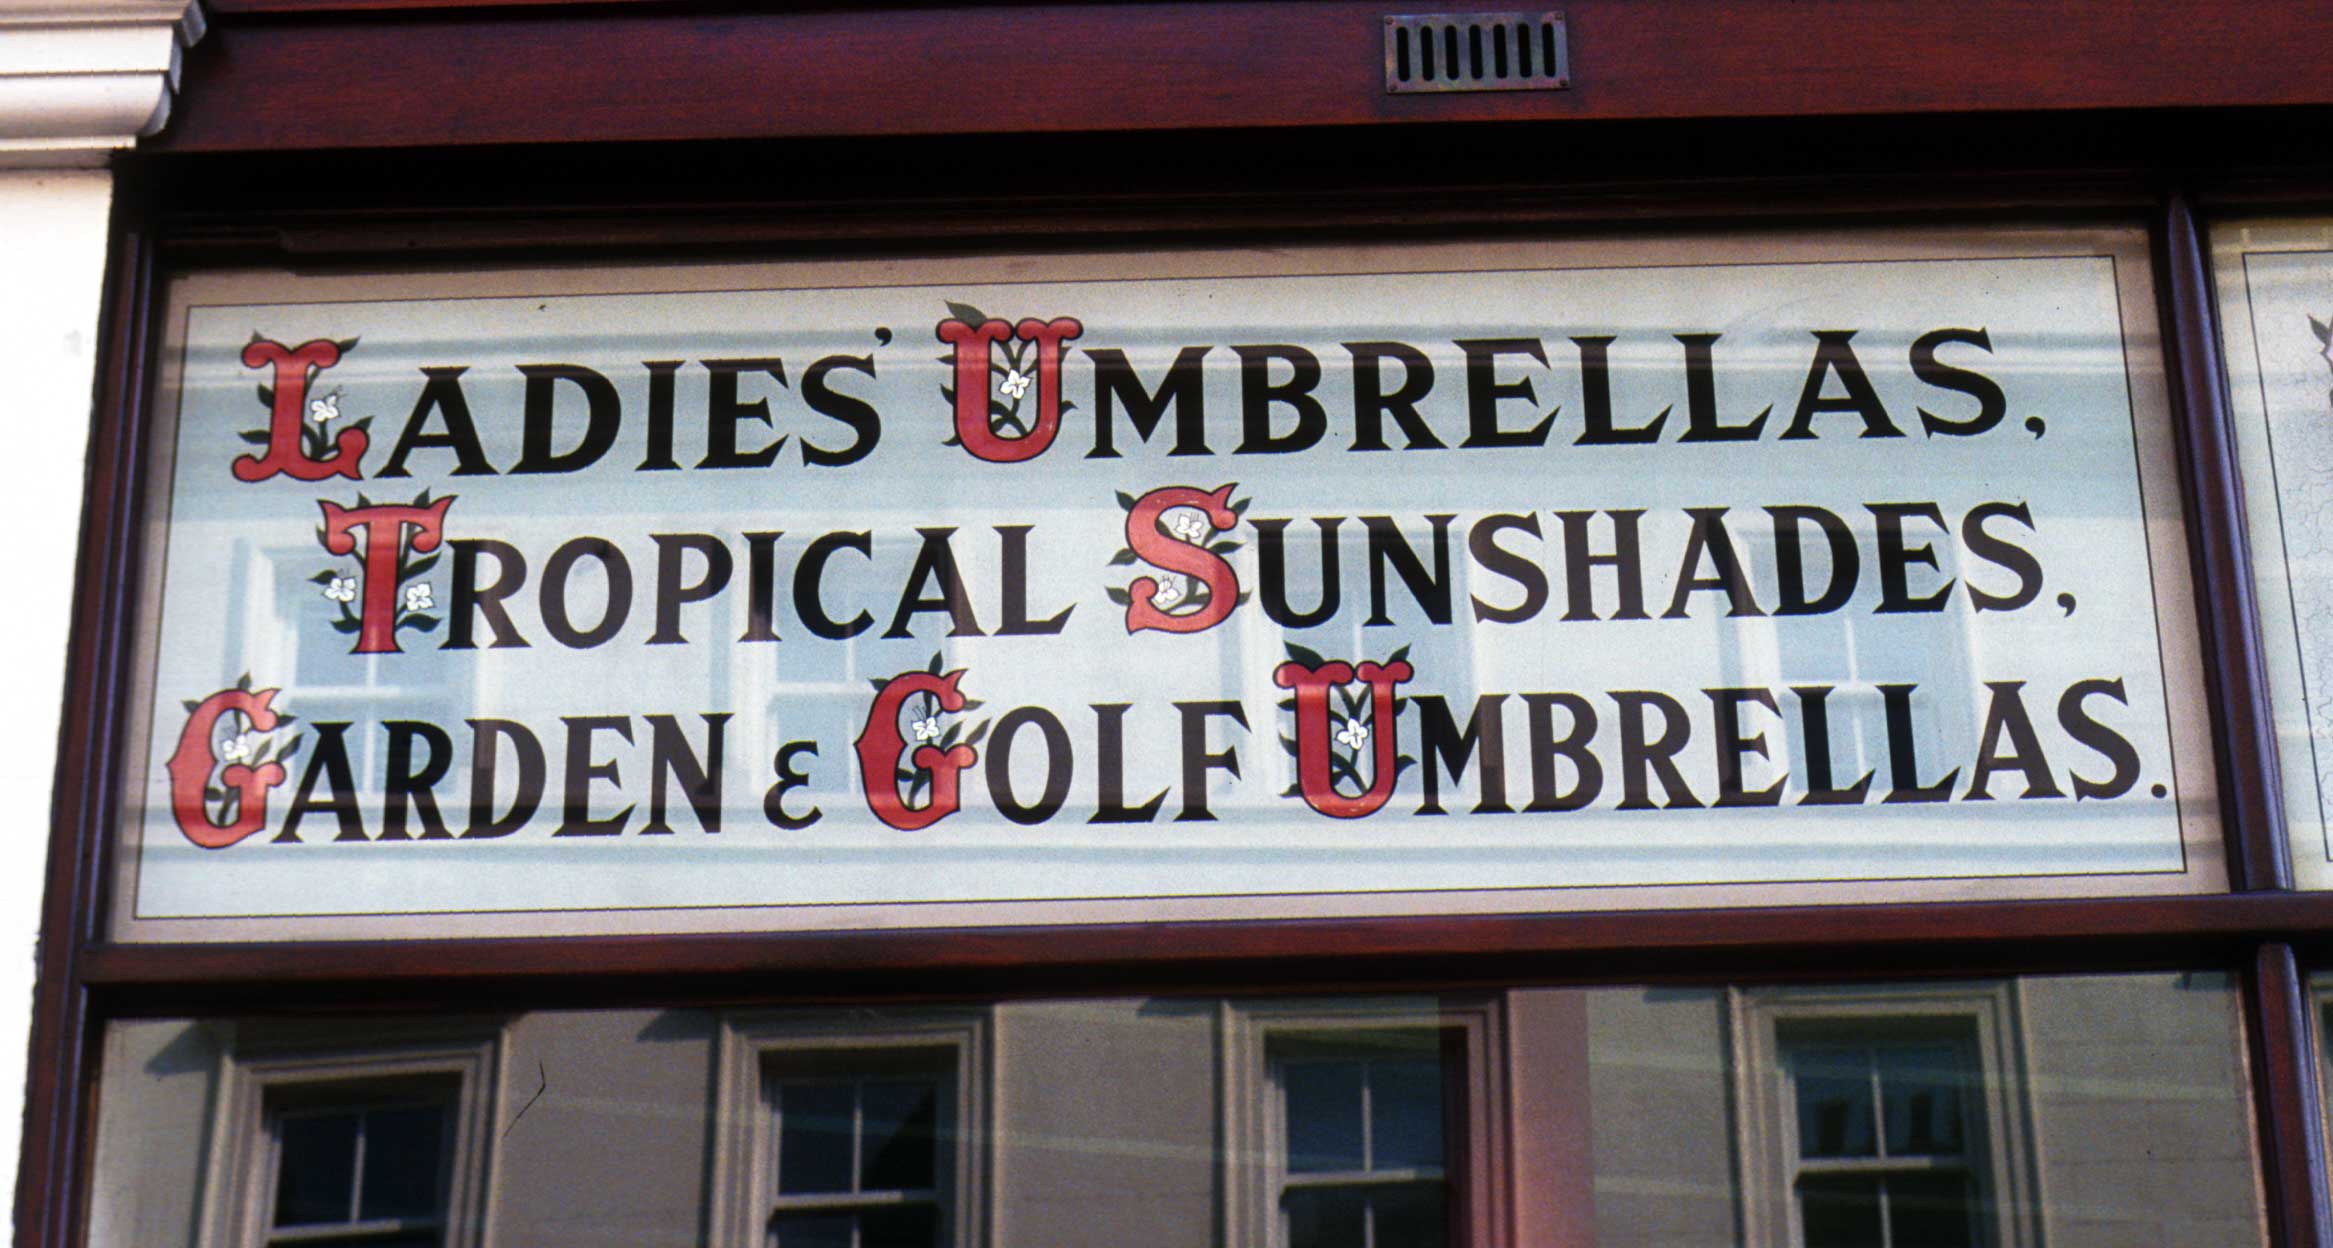 LADIES' UMBRELLAS,
TROPICAL SUNSHADES,
GARDEN & GOLF UMBRELLAS.